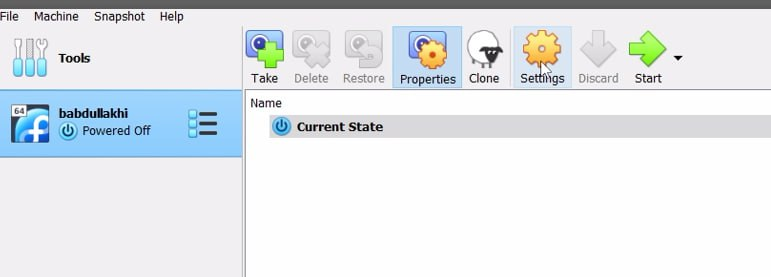 File Machine Snapshot Help
Tools
Take Delete Restore Properties Clone Settings Discard Start
Name
64
babdullakhi
Powered Off
Current State